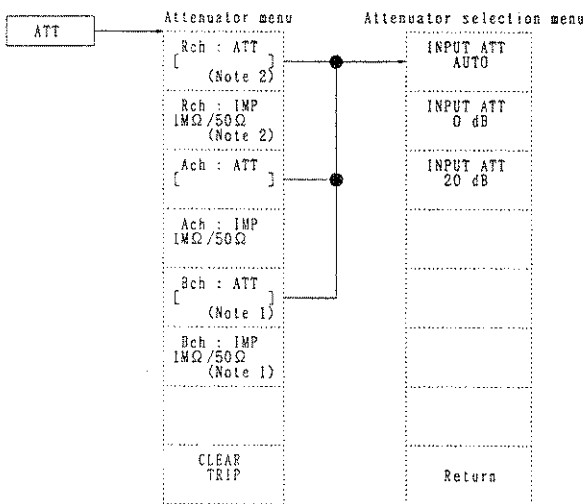 Attenuator menu
Attenuator selection menu
ATT
Rch : ATT
[ ]
(Note 2)
Rch : IMP
1MΩ/50Ω
(Note 2)
Ach : ATT
[ ]
Ach : IMP
1MΩ/50Ω
Bch : ATT
[ ]
(Note 1)
Bch : IMP
1MΩ/50Ω
(Note 1)
CLEAR
TRIP
INPUT ATT
AUTO
INPUT ATT
0 dB
INPUT ATT
20 dB
Return